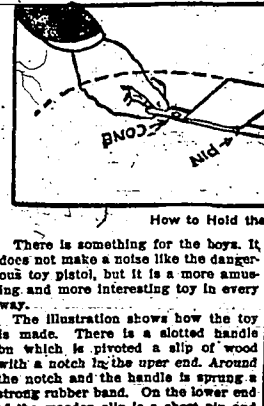 CONE
PIN
How to Hold the
There is something for the boys. It
does not make a noise like the danger-
ous toy pistol, but it is a more amus-
ing and more interesting toy in every
way.
The illustration shows how the toy
is made. There is a slotted handle
on which is pivoted a slip of wood
with a notch in the uper end. Around
the notch and the handle is sprung a
strong rubber band. On the lower end